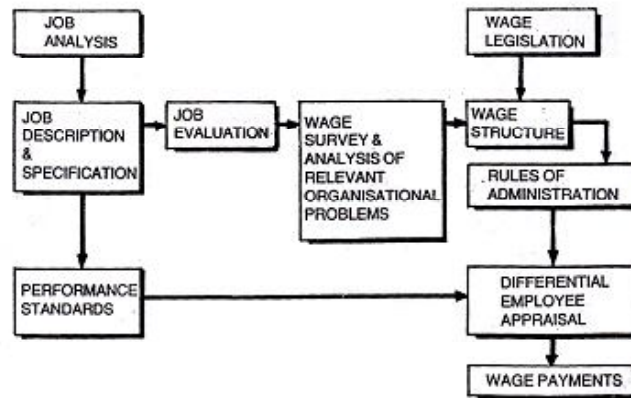 JOB
ANALYSIS
WAGE
LEGISLATION
JOB
DESCRIPTION
&
SPECIFICATION
JOB
EVALUATION
WAGE
SURVEY &
ANALYSIS OF
RELEVANT
ORGANISATIONAL
PROBLEMS
WAGE
STRUCTURE
RULES OF
ADMINISTRATION
PERFORMANCE
STANDARDS
DIFFERENTIAL
EMPLOYEE
APPRAISAL
WAGE PAYMENTS